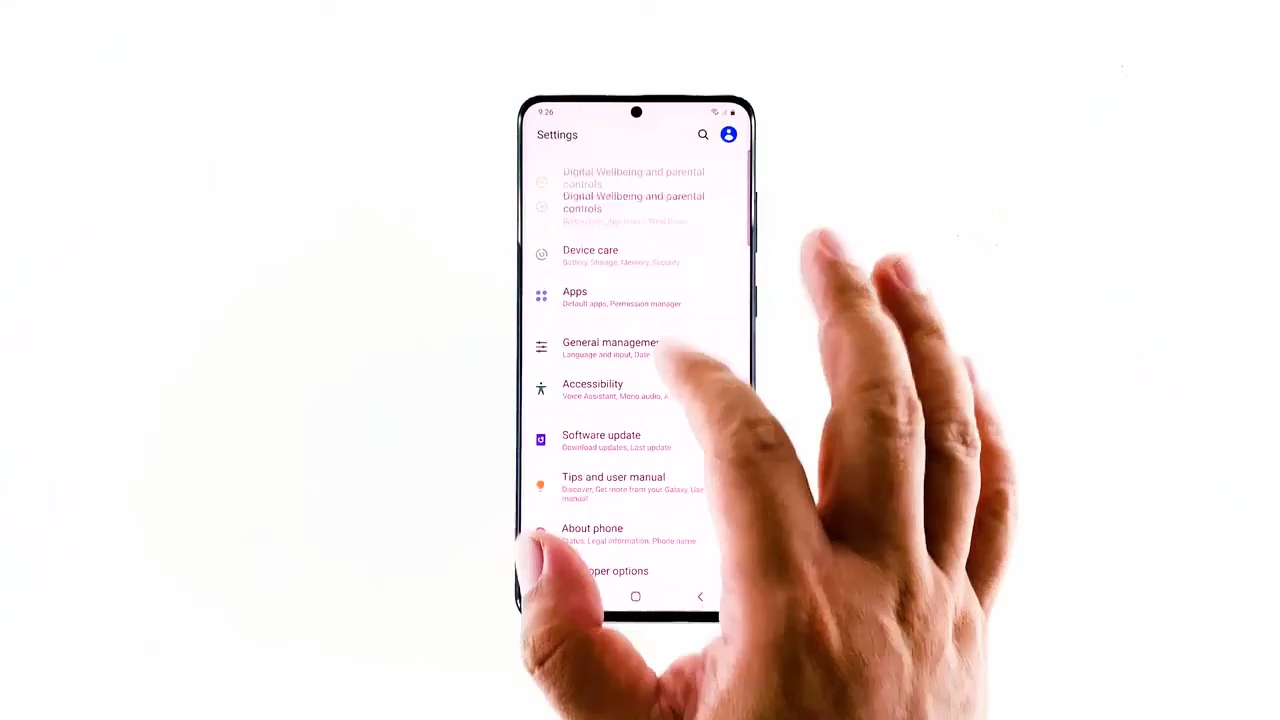 9:26
Settings
Digital Wellbeing and parental
controls
Digital Wellbeing and parental
controls
Device care
Battery, Storage, Memory, Security
Apps
Default apps, Permission manager
General managemen
Language and input, Date
Accessibility
Voice Assistant, Mono audio, A
Software update
Download updates, Last update
Tips and user manual
Discover, Get more from your Galaxy, Use
manual
About phone
Status, Legal information, Phone name
oper options